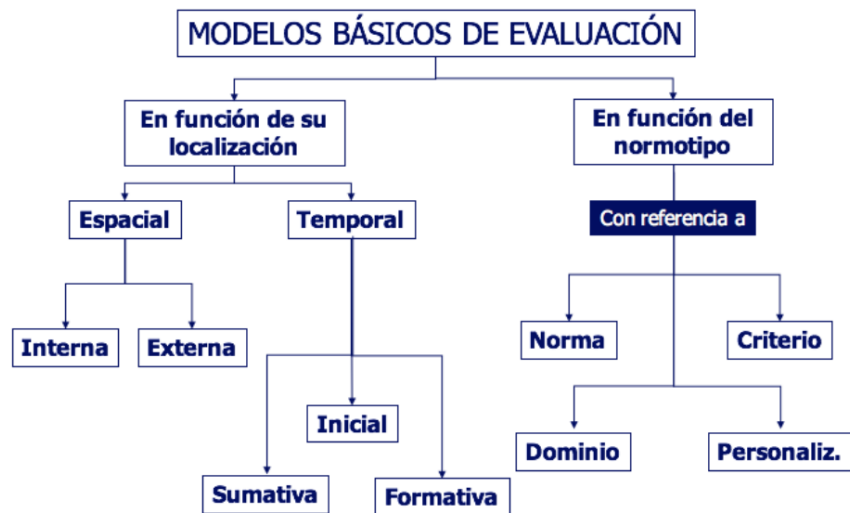 MODELOS BÁSICOS DE EVALUACIÓN
En función de su
localización
En función del
normotipo
Espacial
Temporal
Con referencia a
Interna
Externa
Norma
Criterio
Inicial
Dominio
Personaliz.
Sumativa
Formativa